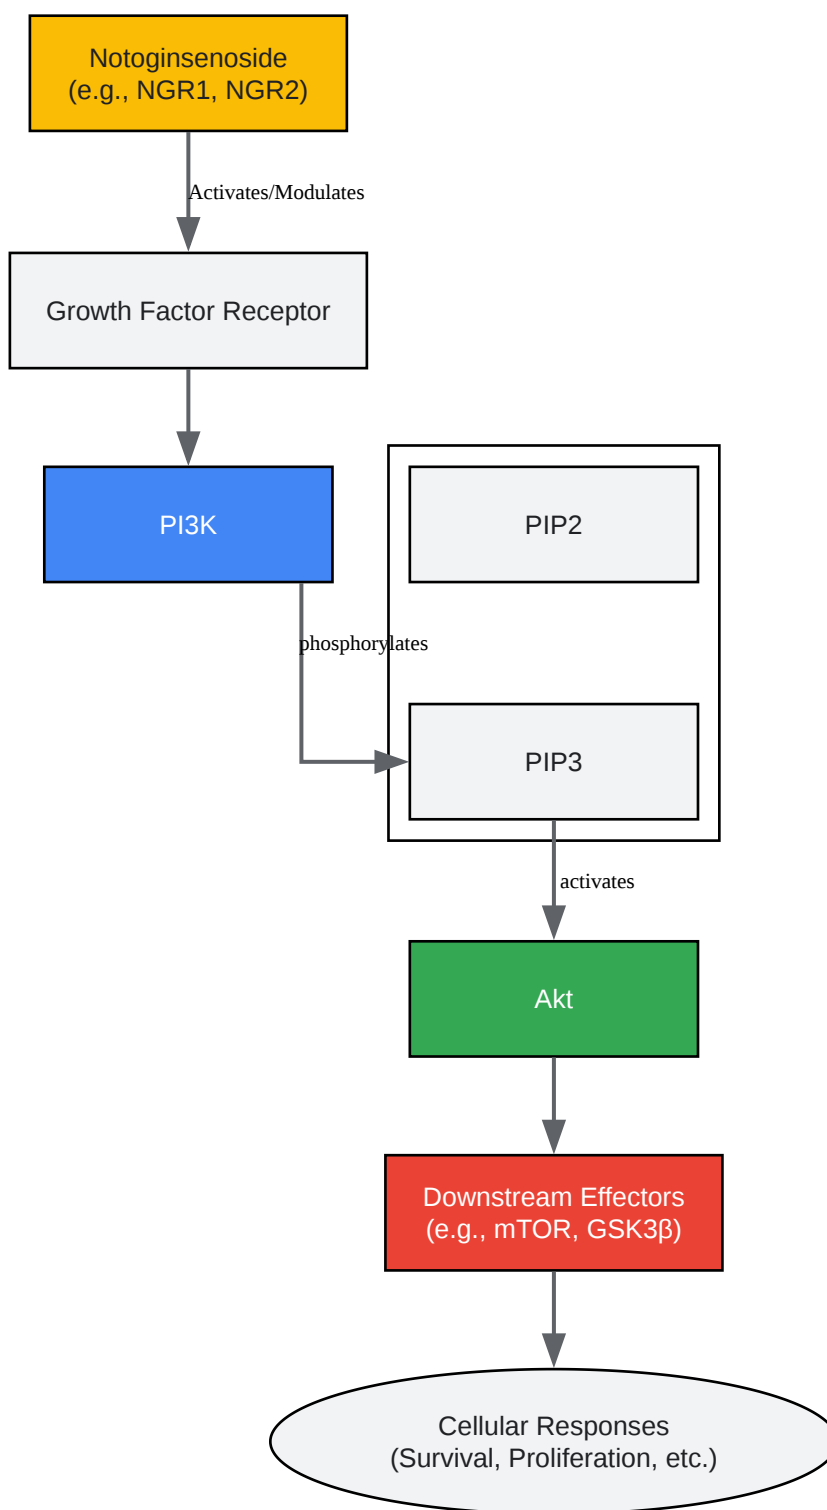 Notoginsenoside
(e.g., NGR1, NGR2)
Activates/Modulates
Growth Factor Receptor
PI3K
PIP2
phosphorylates
PIP3
activates
Akt
Downstream Effectors
(e.g., mTOR, GSK3β)
Cellular Responses
(Survival, Proliferation, etc.)